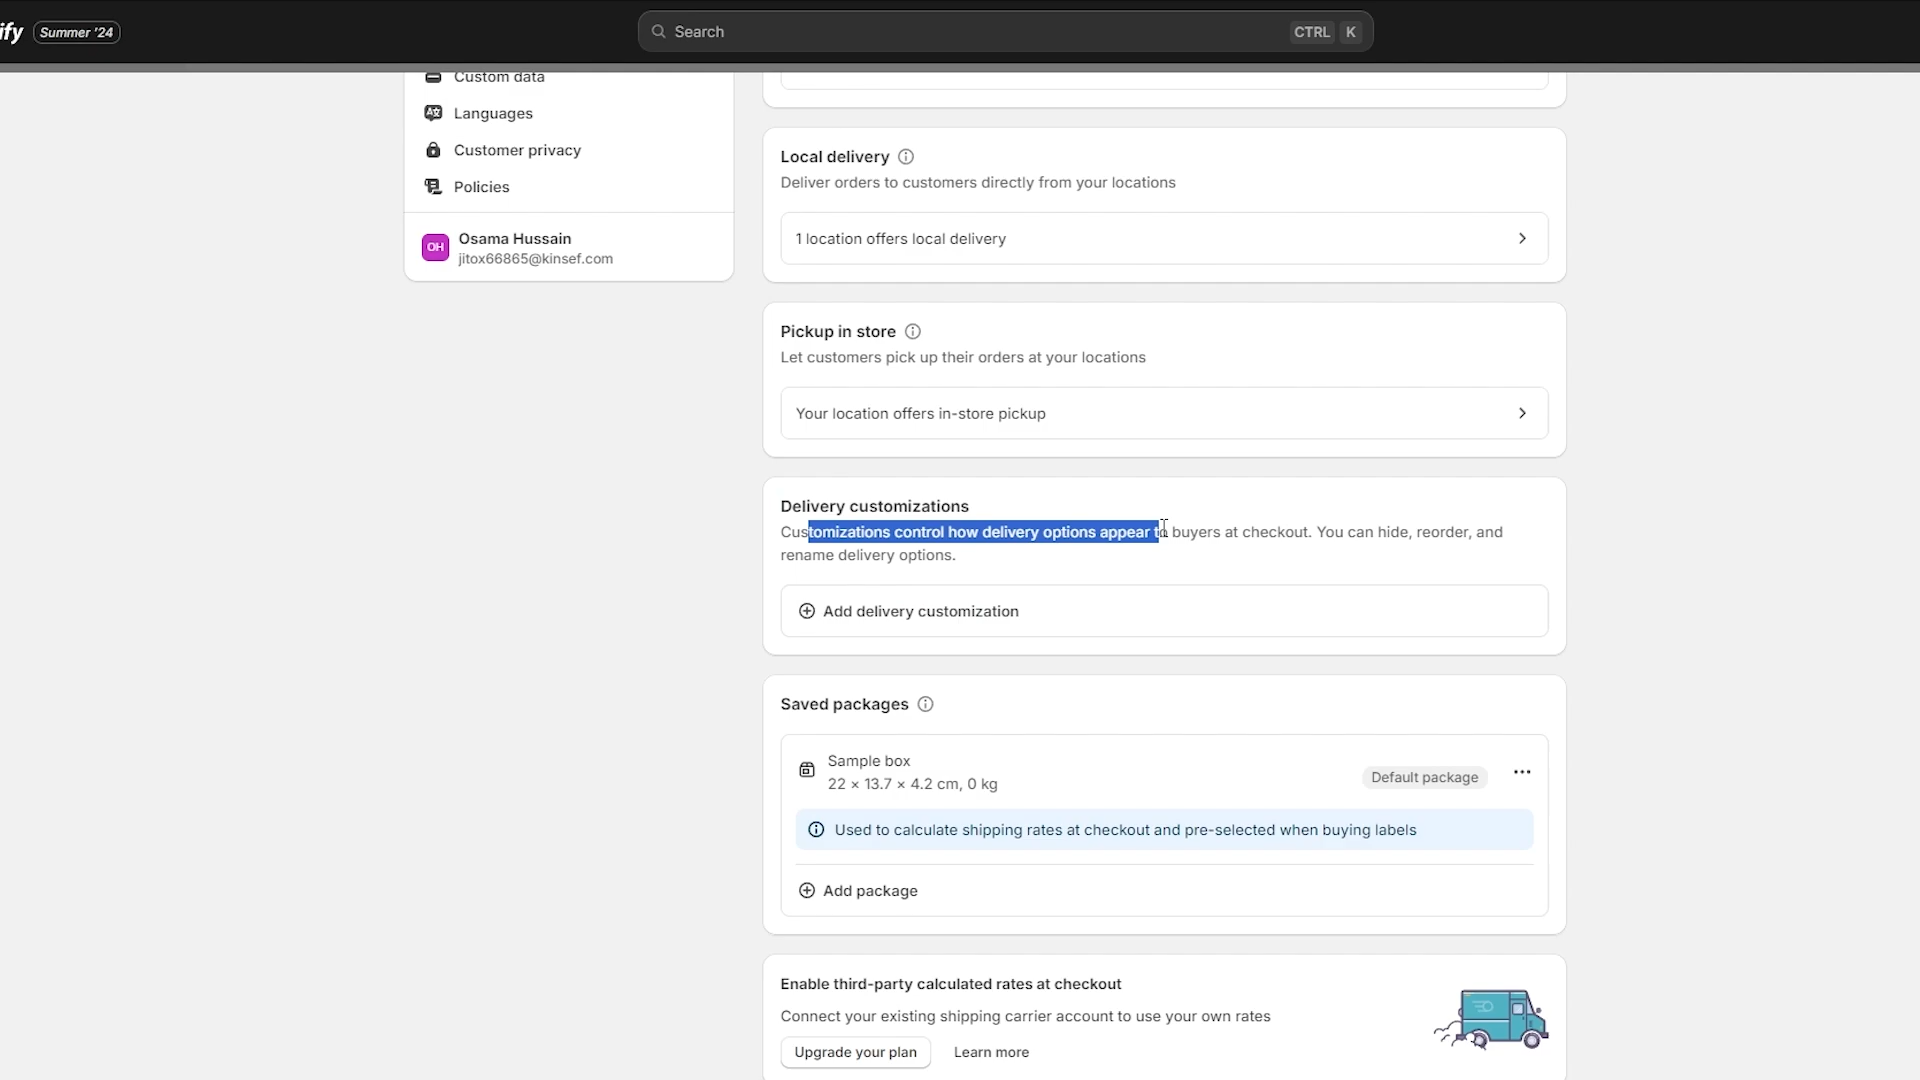 ify Summer '24
Search CTRL K
Custom data
Languages
Customer privacy
Policies
OH Osama Hussain
jitox66865@kinsef.com
Local delivery
Deliver orders to customers directly from your locations
1 location offers local delivery
Pickup in store
Let customers pick up their orders at your locations
Your location offers in-store pickup
Delivery customizations
Customizations control how delivery options appear to buyers at checkout. You can hide, reorder, and
rename delivery options.
Add delivery customization
Saved packages
Sample box
22 × 13.7 × 4.2 cm, 0 kg
Default package
Used to calculate shipping rates at checkout and pre-selected when buying labels
Add package
Enable third-party calculated rates at checkout
Connect your existing shipping carrier account to use your own rates
Upgrade your plan Learn more